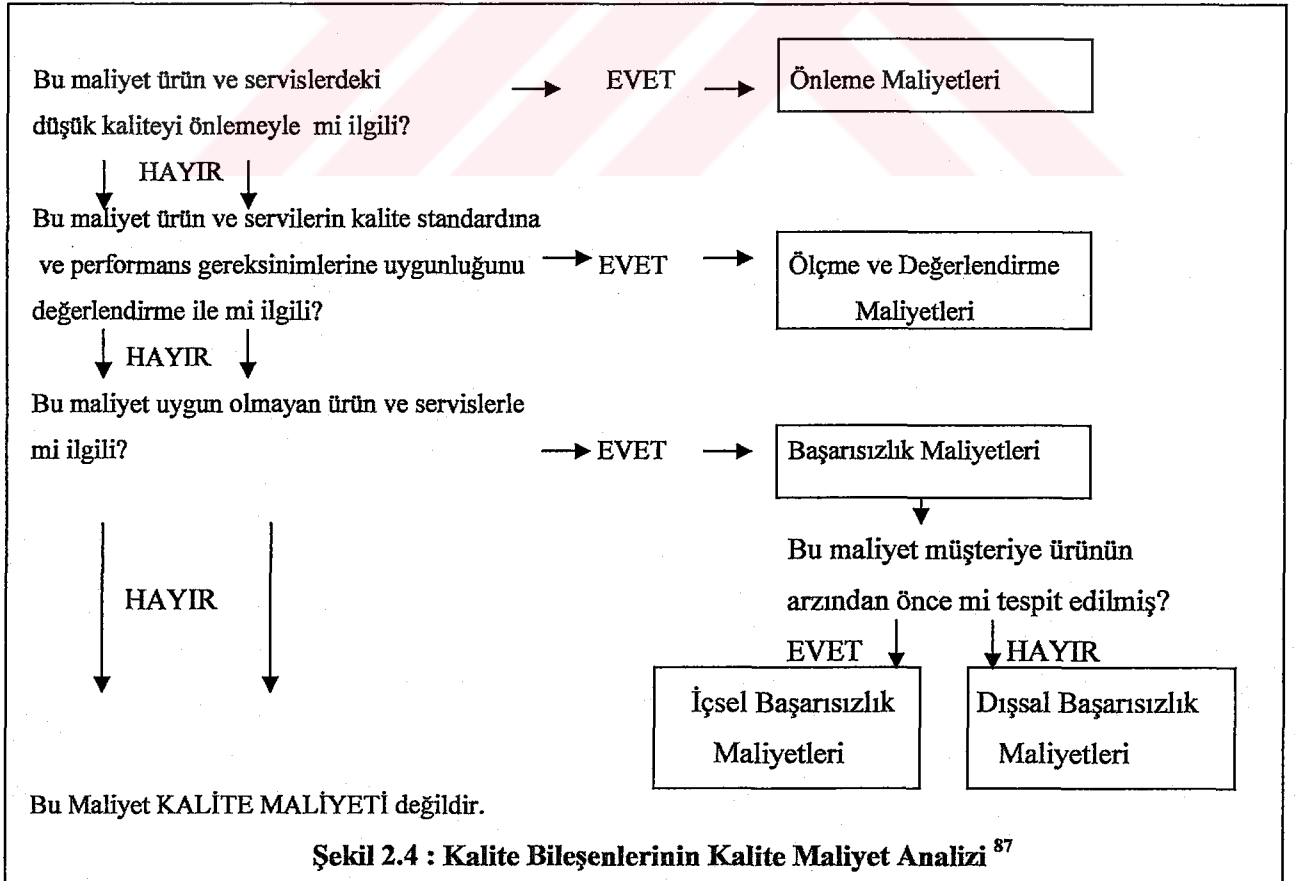 Bu maliyet ürün ve servislerdeki → EVET → Önleme Maliyetleri
düşük kaliteyi önlemeyle mi ilgili?
HAYIR
Bu maliyet ürün ve servilerin kalite standardına
ve performans gereksinimlerine uygunluğunu → EVET → Ölçme ve Değerlendirme
değerlendirme ile mi ilgili? Maliyetleri
HAYIR
Bu maliyet uygun olmayan ürün ve servislerle
mi ilgili? → EVET → Başarısızlık Maliyetleri
Bu maliyet müşteriye ürünün
HAYIR arzından önce mi tespit edilmiş?
EVET HAYIR
İçsel Başarısızlık Dışsal Başarısızlık
Maliyetleri Maliyetleri
Bu Maliyet KALİTE MALİYETİ değildir.
Şekil 2.4 : Kalite Bileşenlerinin Kalite Maliyet Analizi 87